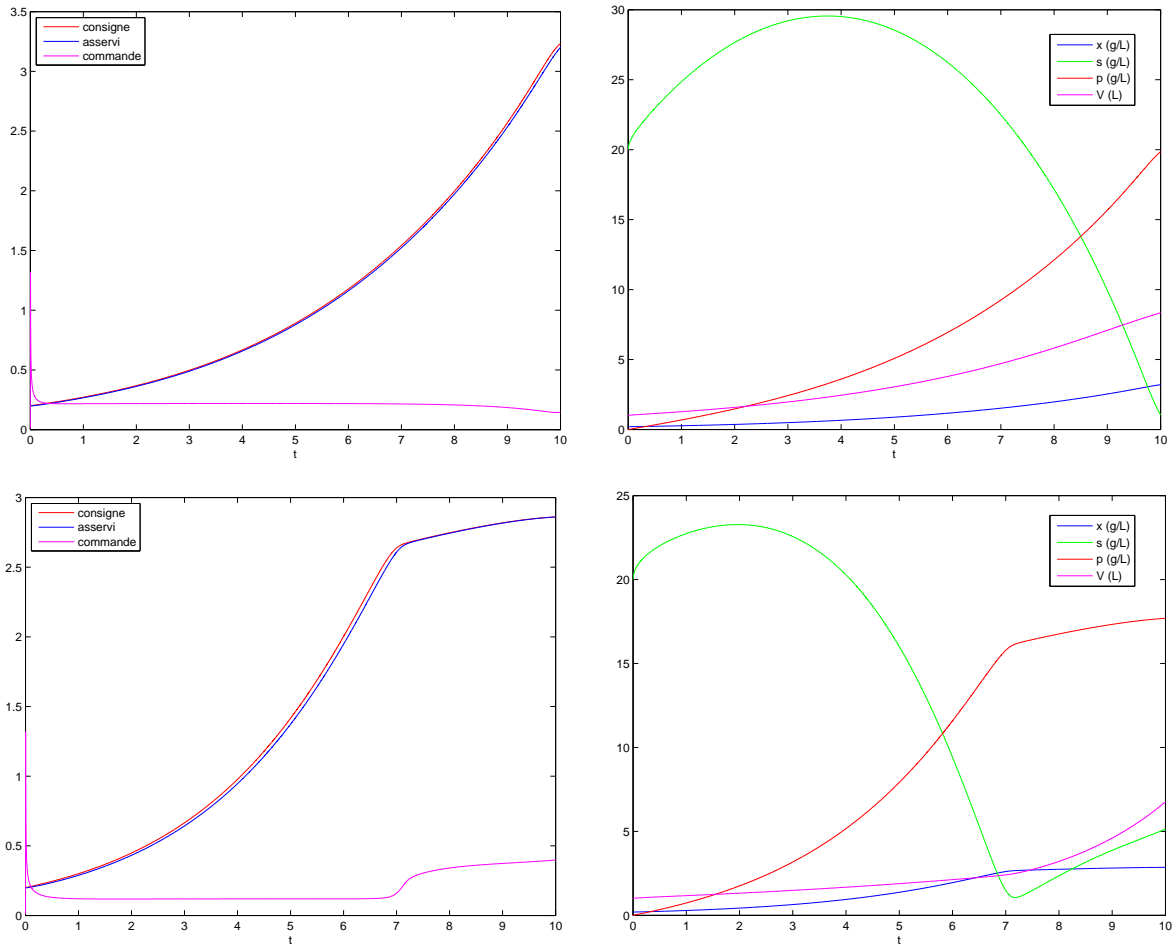 3.5
3
2.5
2
1.5
1
0.5
0
0 1 2 3 4 5 6 7 8 9 10
t
consigne
asservi
commande
30
25
20
15
10
5
0
0 1 2 3 4 5 6 7 8 9 10
t
x (g/L)
s (g/L)
p (g/L)
V (L)
3
2.5
2
1.5
1
0.5
0
0 1 2 3 4 5 6 7 8 9 10
t
consigne
asservi
commande
25
20
15
10
5
0
0 1 2 3 4 5 6 7 8 9 10
t
x (g/L)
s (g/L)
p (g/L)
V (L)